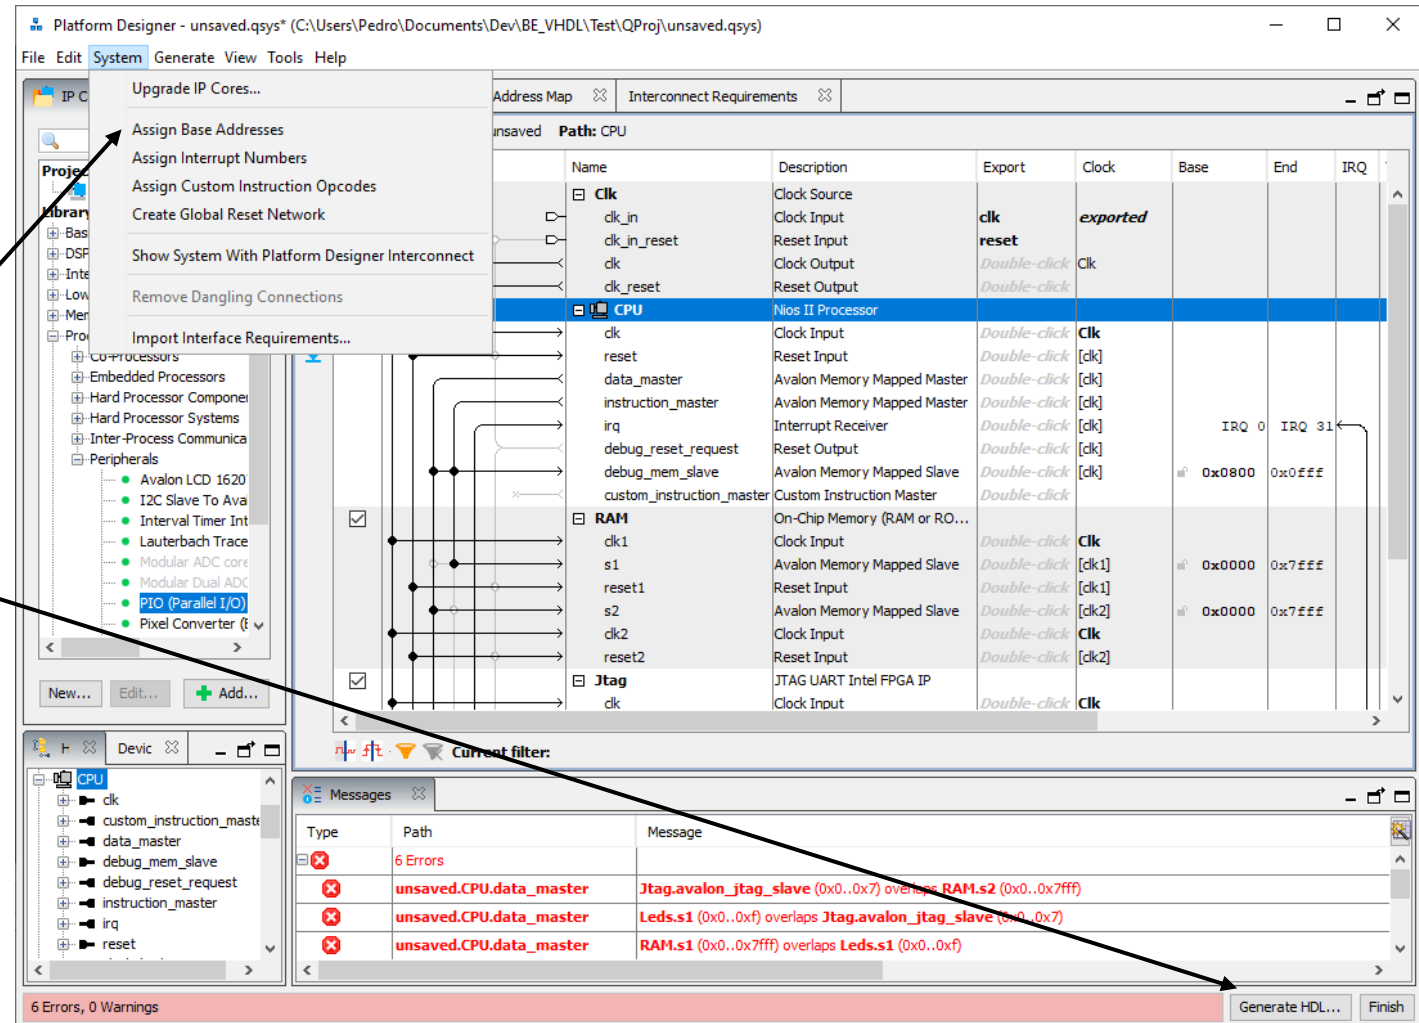 Platform Designer - unsaved.qsys* (C:\Users\Pedro\Documents\Dev\BE_VHDL\Test\QProj\unsaved.qsys)
File Edit System Generate View Tools Help
Upgrade IP Cores...
Assign Base Addresses
Assign Interrupt Numbers
Assign Custom Instruction Opcodes
Create Global Reset Network
Show System With Platform Designer Interconnect
Remove Dangling Connections
Import Interface Requirements...
IP C
Address Map
Interconnect Requirements
unsaved Path: CPU
Projec
Library
Bas
DSP
Inte
Low
Mer
Pro
Co-Processors
Embedded Processors
Hard Processor Componer
Hard Processor Systems
Inter-Process Communica
Peripherals
Avalon LCD 1620
I2C Slave To Ava
Interval Timer Int
Lauterbach Trace
Modular ADC core
Modular Dual ADC
PIO (Parallel I/O)
Pixel Converter (B
New... Edit... Add...
Name Description Export Clock Base End IRQ
Clk Clock Source
clk_in Clock Input clk exported
clk_in_reset Reset Input reset
clk Clock Output Double-click Clk
clk_reset Reset Output Double-click
CPU Nios II Processor
clk Clock Input Double-click Clk
reset Reset Input Double-click [clk]
data_master Avalon Memory Mapped Master Double-click [clk]
instruction_master Avalon Memory Mapped Master Double-click [clk]
irq Interrupt Receiver Double-click [clk] IRQ 0 IRQ 31
debug_reset_request Reset Output Double-click [clk]
debug_mem_slave Avalon Memory Mapped Slave Double-click [clk] 0x0800 0x0fff
custom_instruction_master Custom Instruction Master Double-click
RAM On-Chip Memory (RAM or RO...
clk1 Clock Input Double-click Clk
s1 Avalon Memory Mapped Slave Double-click [clk1] 0x0000 0x7fff
reset1 Reset Input Double-click [clk1]
s2 Avalon Memory Mapped Slave Double-click [clk2] 0x0000 0x7fff
clk2 Clock Input Double-click Clk
reset2 Reset Input Double-click [clk2]
Jtag JTAG UART Intel FPGA IP
clk Clock Input Double-click Clk
Current filter:
H Devic
CPU
clk
custom_instruction_maste
data_master
debug_mem_slave
debug_reset_request
instruction_master
irq
reset
Messages
Type Path Message
6 Errors
unsaved.CPU.data_master Jtag.avalon_jtag_slave (0x0..0x7) overlaps RAM.s2 (0x0..0x7fff)
unsaved.CPU.data_master Leds.s1 (0x0..0xf) overlaps Jtag.avalon_jtag_slave (0x0..0x7)
unsaved.CPU.data_master RAM.s1 (0x0..0x7fff) overlaps Leds.s1 (0x0..0xf)
6 Errors, 0 Warnings
Generate HDL... Finish